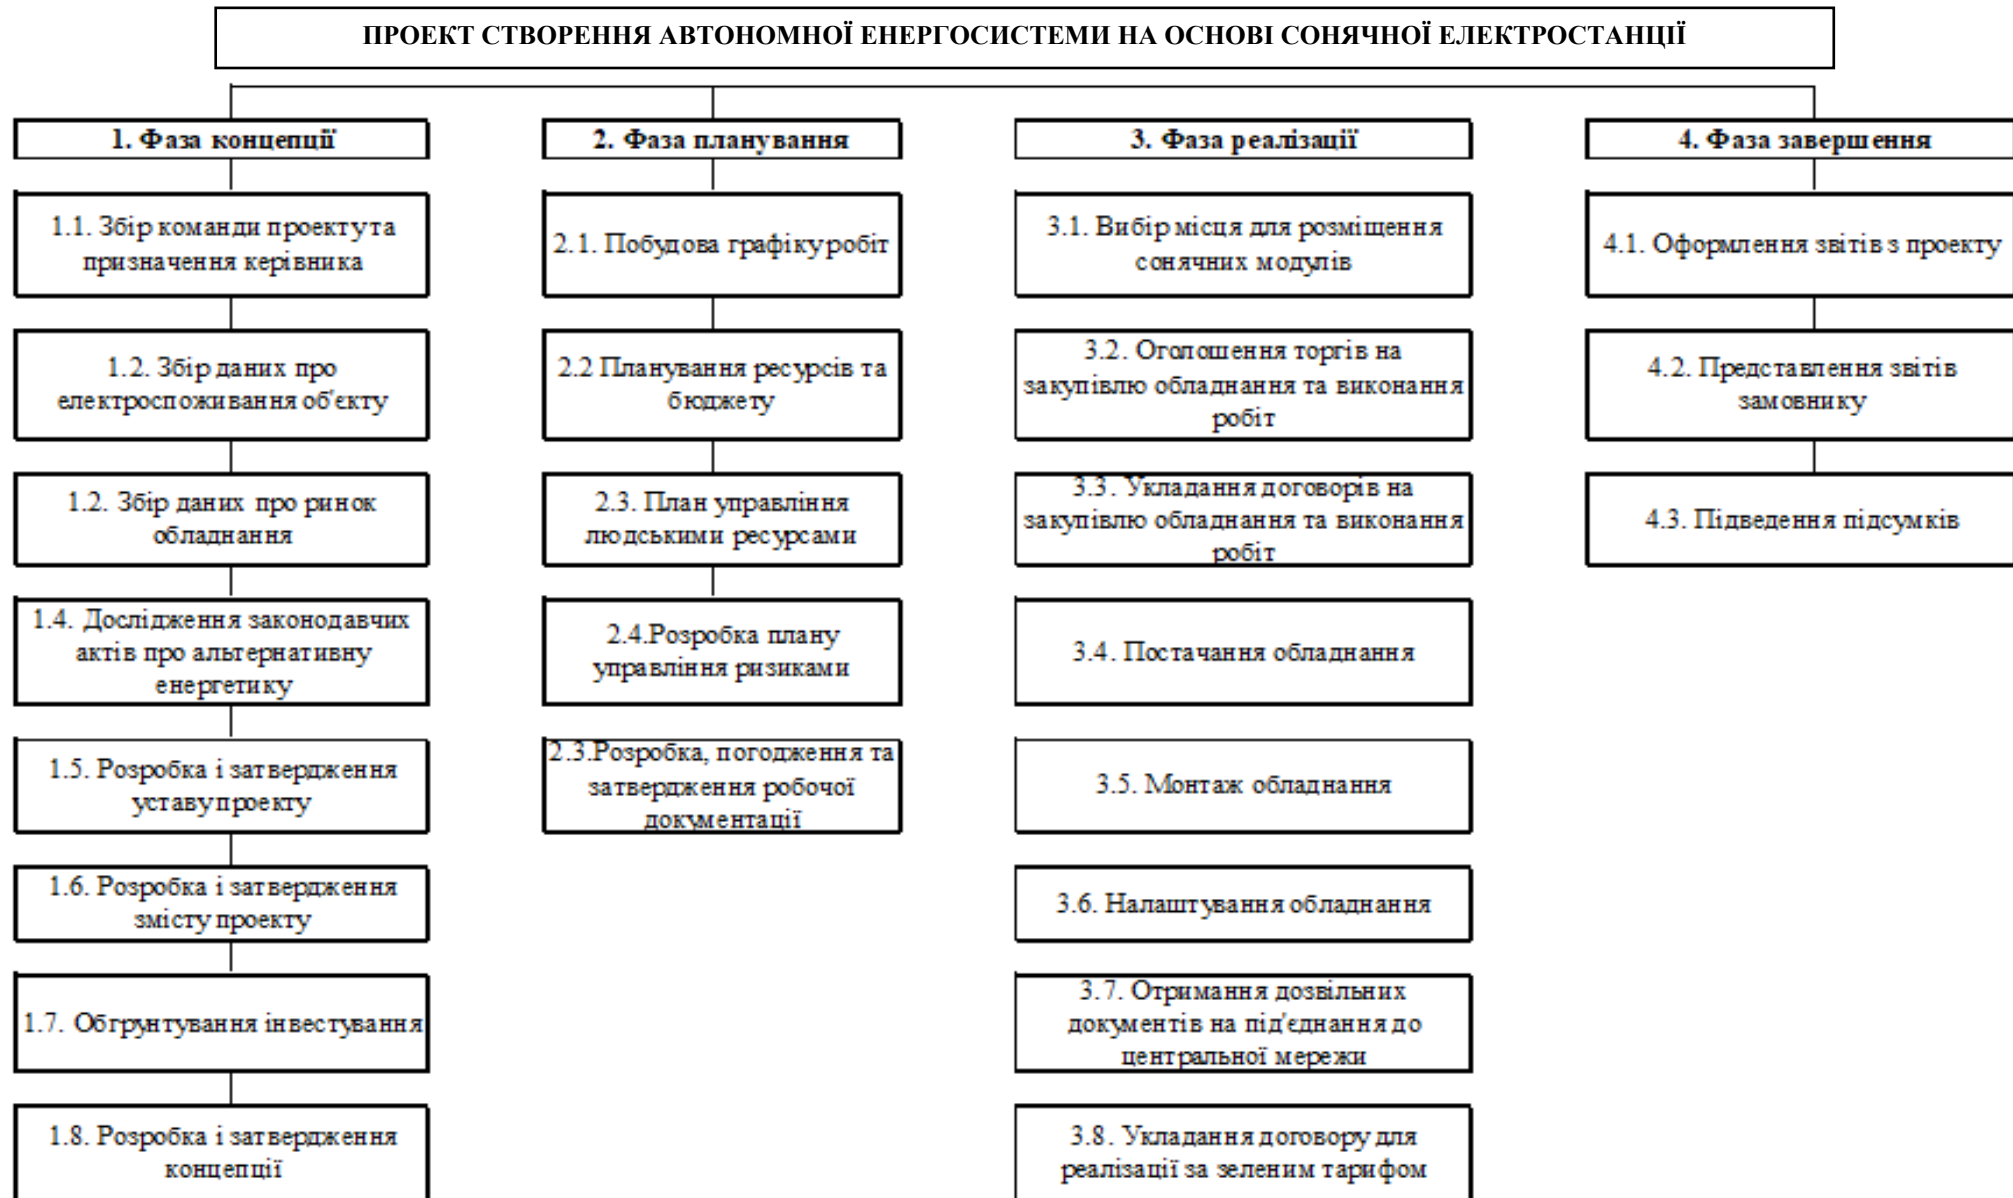 ПРОЕКТ СТВОРЕННЯ АВТОНОМНОЇ ЕНЕРГОСИСТЕМИ НА ОСНОВІ СОНЯЧНОЇ ЕЛЕКТРОСТАНЦІЇ
1. Фаза концепції
1.1. Збір команди проекту та
призначення керівника
1.2. Збір даних про
електроспоживання об'єкту
1.2. Збір даних про ринок
обладнання
1.4. Дослідження законодавчих
актів про альтернативну
енергетику
1.5. Розробка і затвердження
уставу проекту
1.6. Розробка і затвердження
змісту проекту
1.7. Обгрунтування інвестування
1.8. Розробка і затвердження
концепції
2. Фаза планування
2.1. Побудова графіку робіт
2.2 Планування ресурсів та
бюджету
2.3. План управління
людськими ресурсами
2.4.Розробка плану
управління ризиками
2.3.Розробка, погодження та
затвердження робочої
документації
3. Фаза реалізації
3.1. Вибір місця для розміщення
сонячних модулів
3.2. Оголошення торгів на
закупівлю обладнання та виконання
робіт
3.3. Укладання договорів на
закупівлю обладнання та виконання
робіт
3.4. Постачання обладнання
3.5. Монтаж обладнання
3.6. Налаштування обладнання
3.7. Отримання дозвільних
документів на під'єднання до
центральної мережи
3.8. Укладання договору для
реалізації за зеленим тарифом
4. Фаза завершення
4.1. Оформлення звітів з проекту
4.2. Представлення звітів
замовнику
4.3. Підведення підсумків